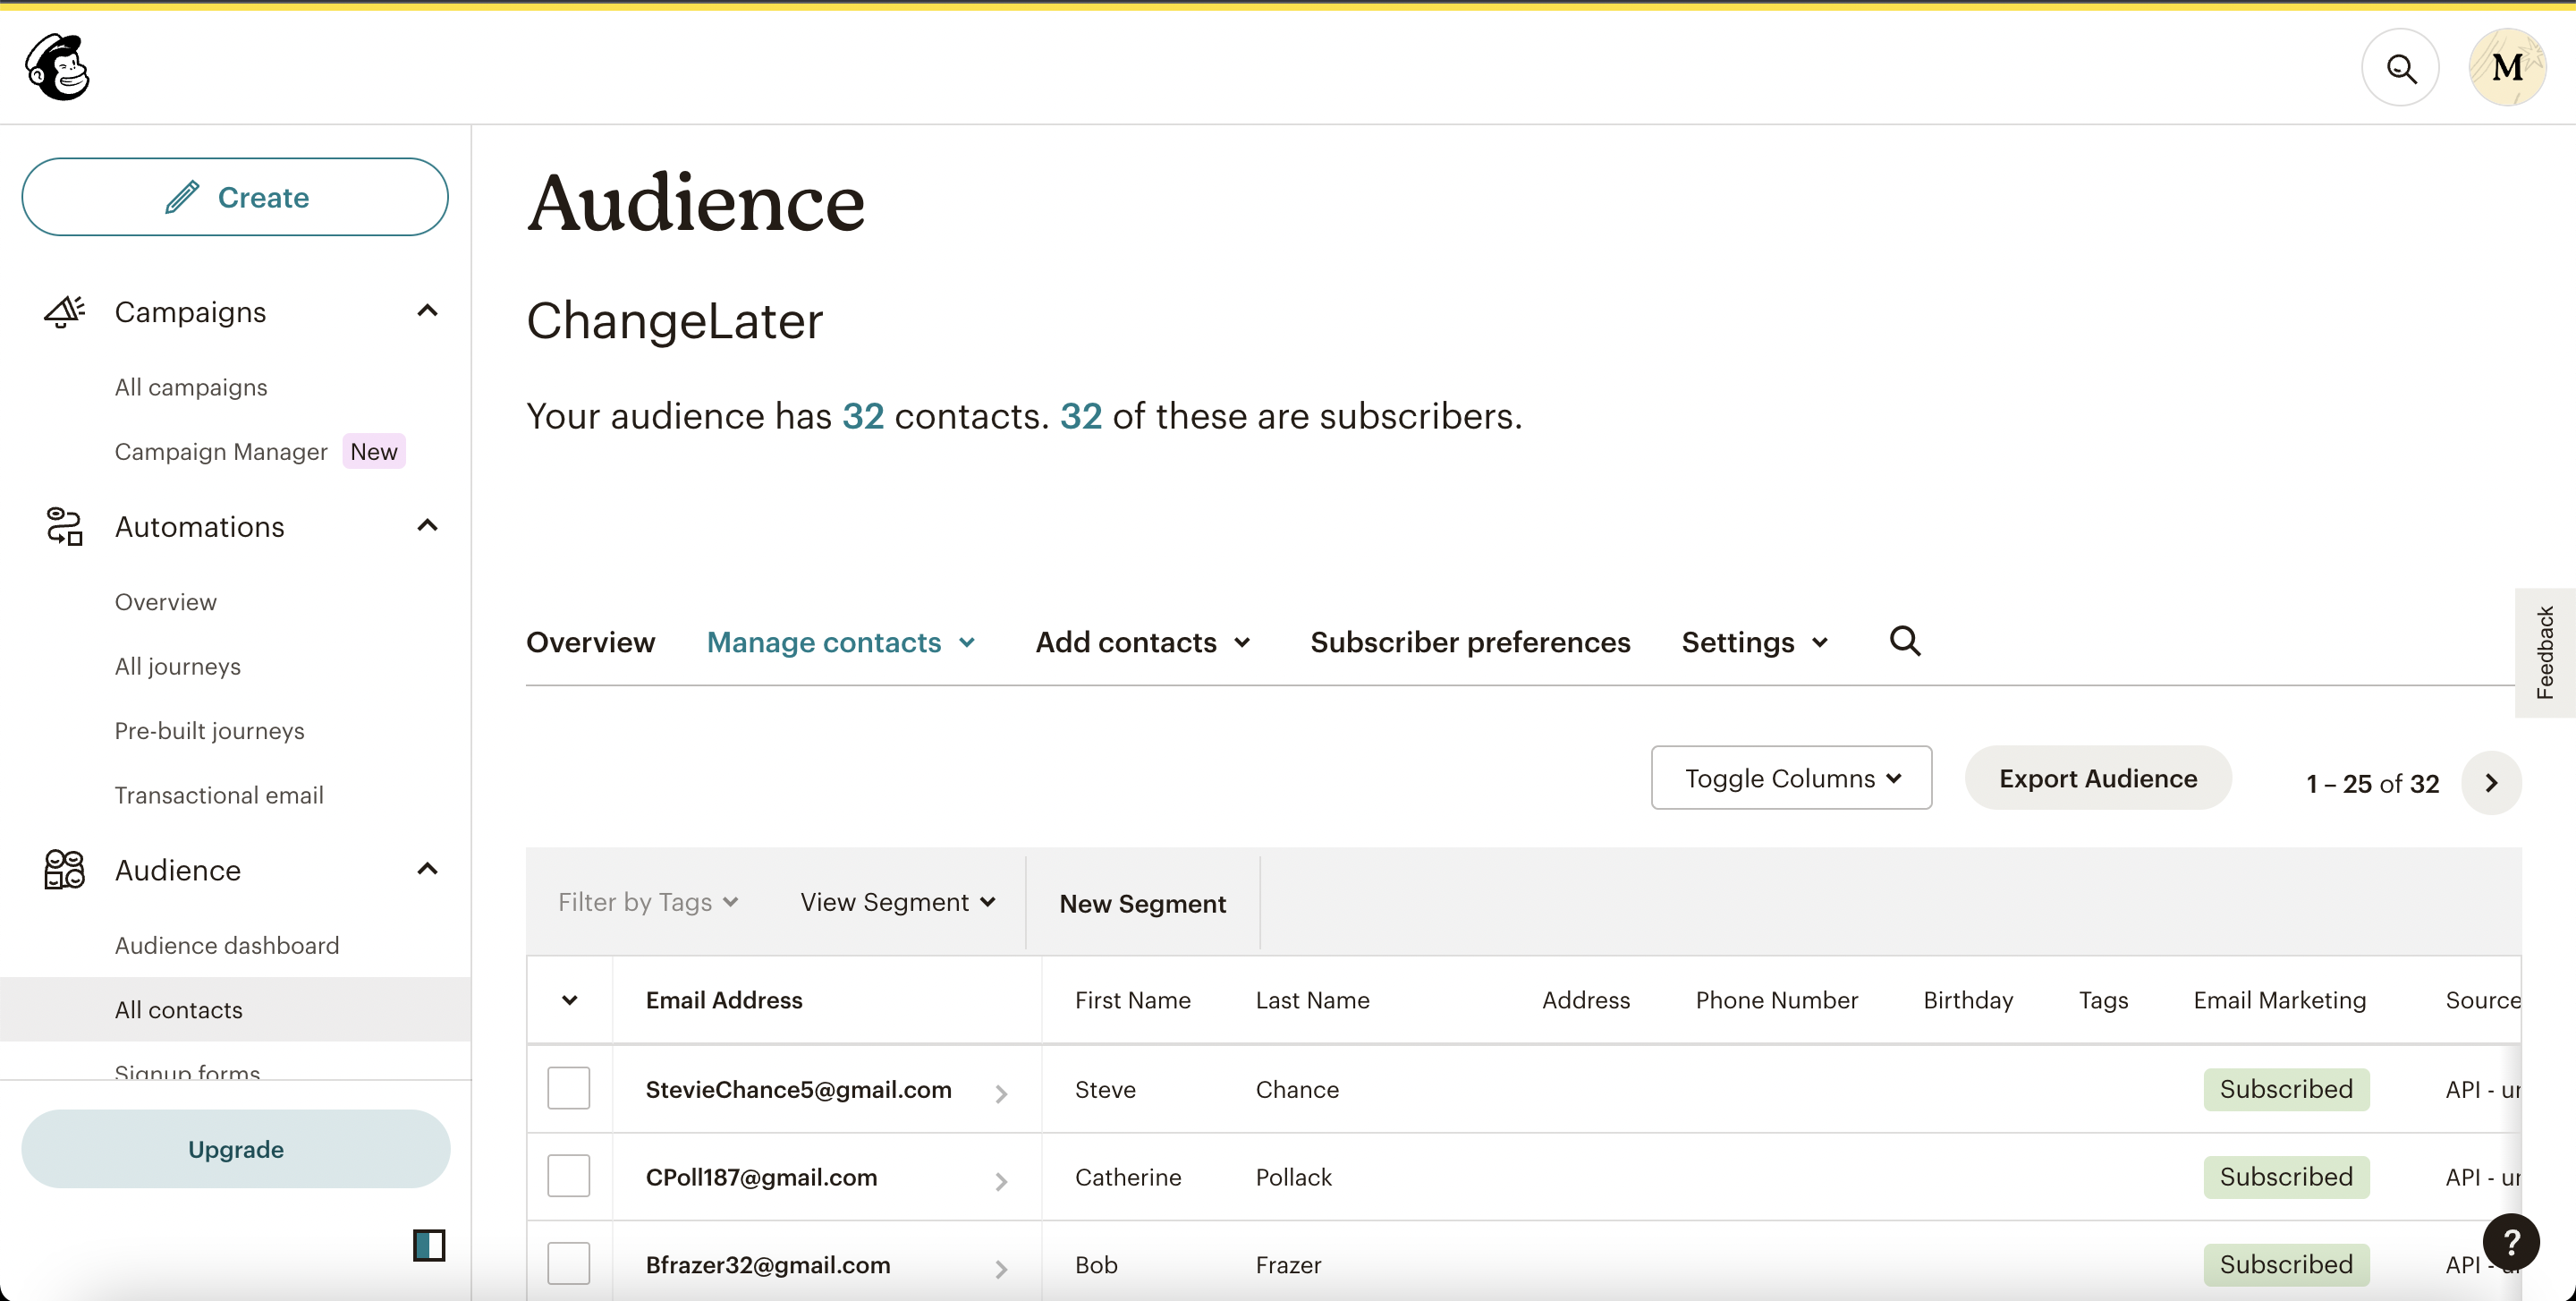 M
Create
Campaigns
All campaigns
Campaign Manager New
Automations
Overview
All journeys
Pre-built journeys
Transactional email
Audience
Audience dashboard
All contacts
Signup forms
Upgrade
Audience
ChangeLater
Your audience has 32 contacts. 32 of these are subscribers.
Overview Manage contacts Add contacts Subscriber preferences Settings
Feedback
Toggle Columns Export Audience 1 – 25 of 32
Filter by Tags View Segment New Segment
Email Address First Name Last Name Address Phone Number Birthday Tags Email Marketing Source
StevieChance5@gmail.com Steve Chance Subscribed API -
CPoll187@gmail.com Catherine Pollack Subscribed API -
Bfrazer32@gmail.com Bob Frazer Subscribed API -
?